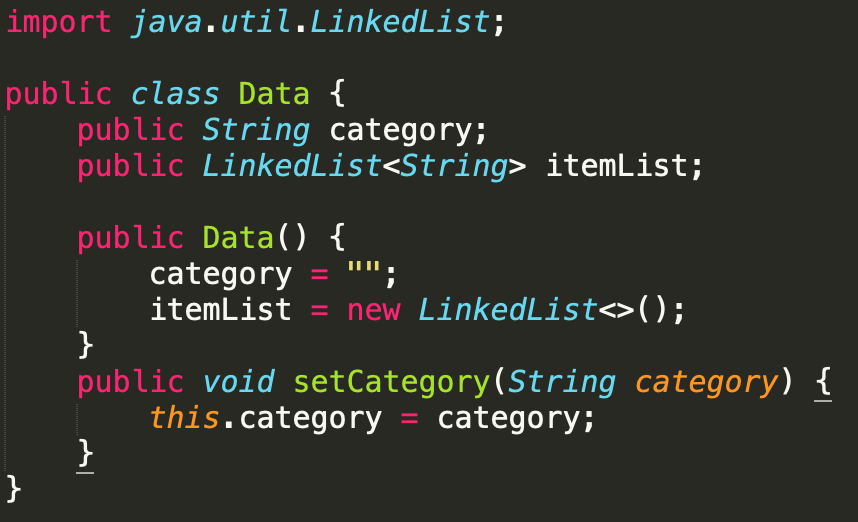 import java.util.LinkedList;
public class Data {
    public String category;
    public LinkedList<String> itemList;
    public Data() {
        category = "";
        itemList = new LinkedList<>();
    }
    public void setCategory(String category) {
        this.category = category;
    }
}